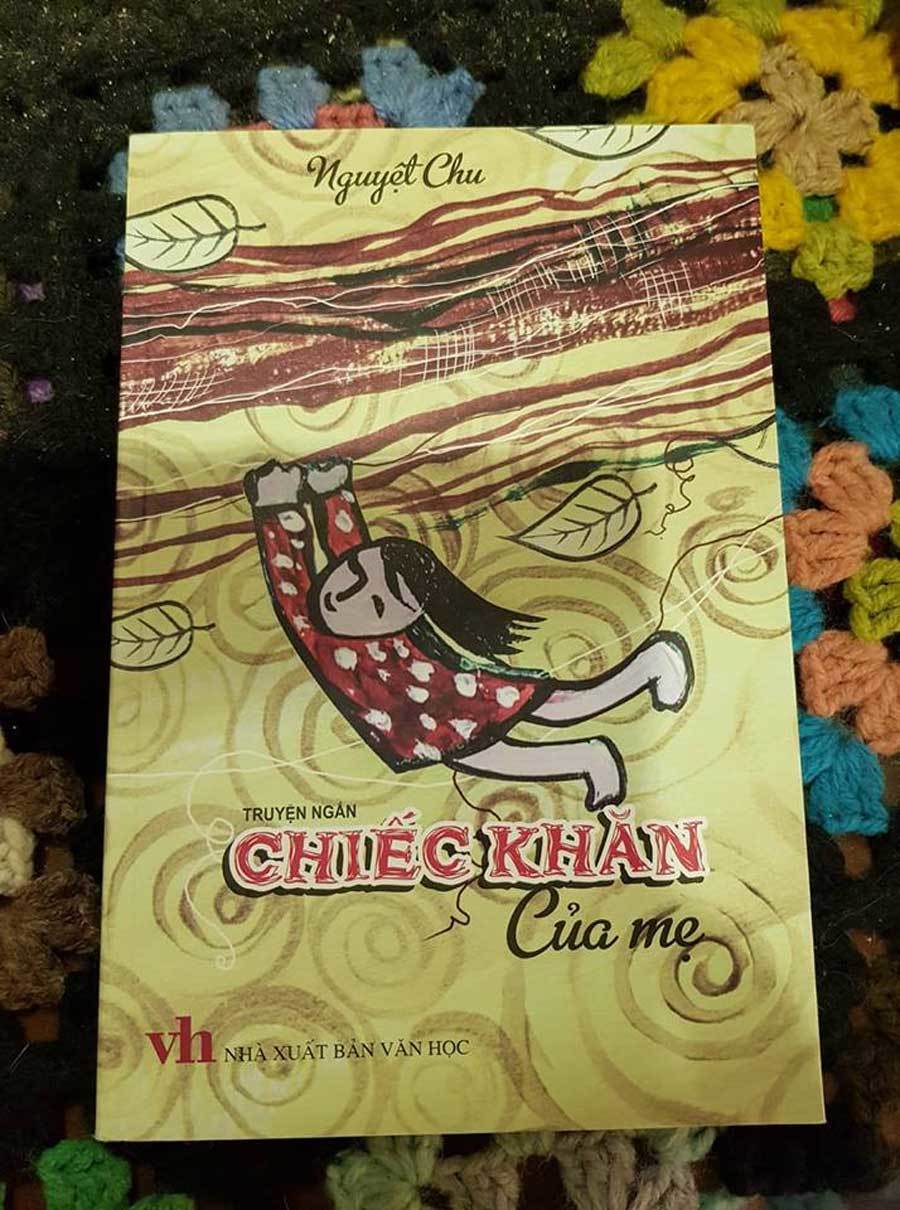 Nguyệt Chu
TRUYỆN NGẮN
CHIẾC KHĂN
Của mẹ
vh NHÀ XUẤT BẢN VĂN HỌC